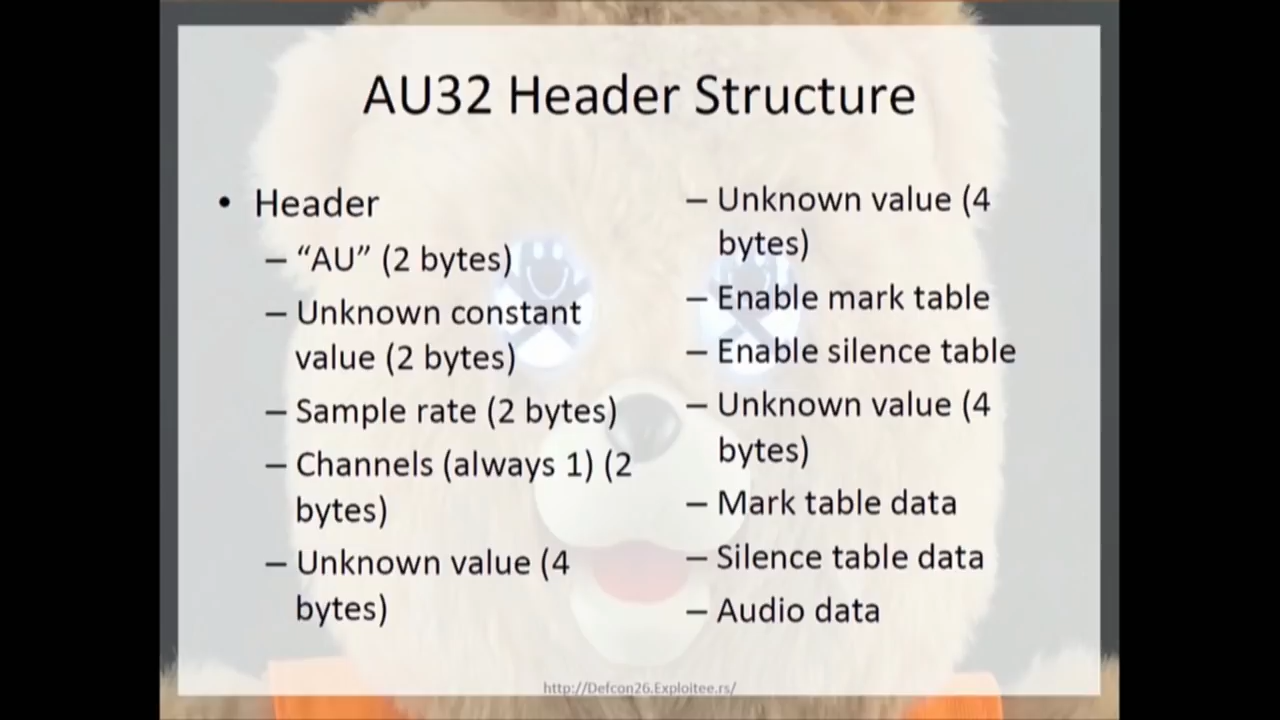 AU32 Header Structure
• Header
– “AU” (2 bytes)
– Unknown constant
value (2 bytes)
– Sample rate (2 bytes)
– Channels (always 1) (2
bytes)
– Unknown value (4
bytes)
– Unknown value (4
bytes)
– Enable mark table
– Enable silence table
– Unknown value (4
bytes)
– Mark table data
– Silence table data
– Audio data
http://Defcon26.Exploitee.rs/